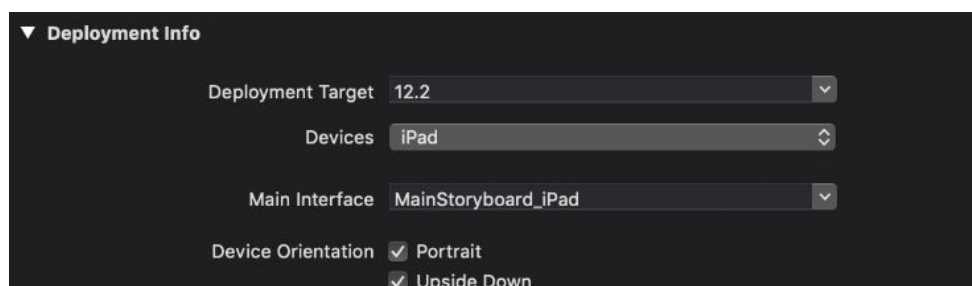 Deployment Info
Deployment Target 12.2
Devices iPad
Main Interface MainStoryboard_iPad
Device Orientation Portrait
Upside Down